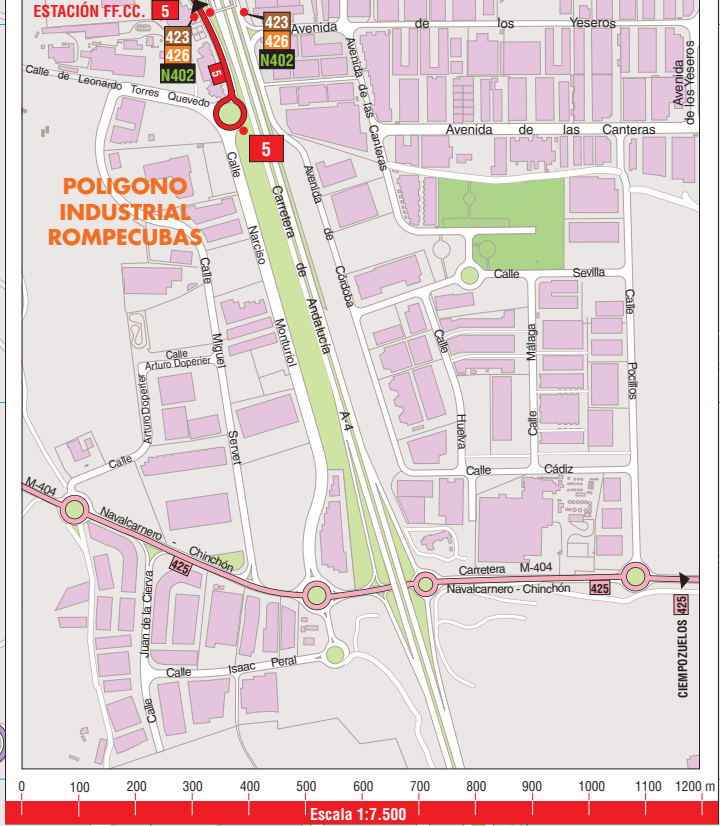 ESTACIÓN FF.CC. 5
423
426
N402
423
426
N402
Avenida de los Yeseros
Avenida de los Yeseros
Calle de Leonardo Torres Quevedo
5
5
Avenida de las Canteras
Avenida de las Canteras
POLIGONO
INDUSTRIAL
ROMPECUBAS
Calle Narciso Monturiol
Carretera de Andalucía A-4
Avenida de Córdoba
Calle Sevilla
Calle Miguel Servet
Calle
Arturo Doperier
Arturo Doperier
Calle
Calle Huelva
Calle Málaga
Calle Pocillos
Calle Cádiz
M-404
Navalcarnero - Chinchón
425
Carretera M-404
Navalcarnero - Chinchón
425
425
CIEMPOZUELOS
Calle Juan de la Cierva
Calle Isaac Peral
0 100 200 300 400 500 600 700 800 900 1000 1100 1200 m
Escala 1:7.500